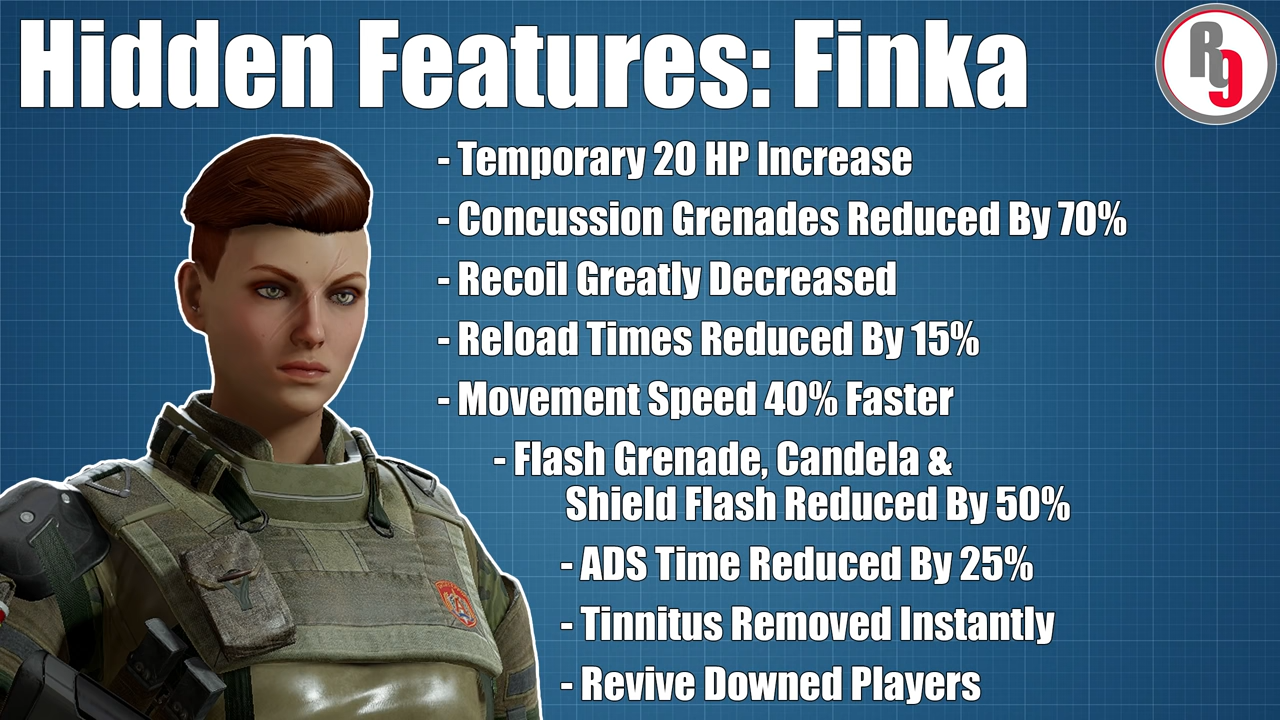 Hidden Features: Finka
R9
- Temporary 20 HP Increase
- Concussion Grenades Reduced By 70%
- Recoil Greatly Decreased
- Reload Times Reduced By 15%
- Movement Speed 40% Faster
- Flash Grenade, Candela &
Shield Flash Reduced By 50%
- ADS Time Reduced By 25%
- Tinnitus Removed Instantly
- Revive Downed Players